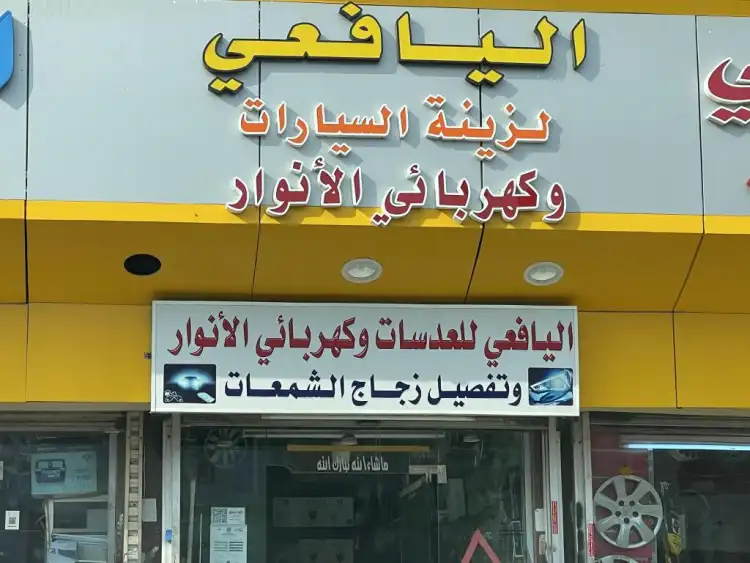 اليافعي
لزينة السيارات
وكهربائي الأنوار
اليافعي للعدسات وكهربائي الأنوار
وتفصيل زجاج الشمعات
ماشاء الله تبارك الله